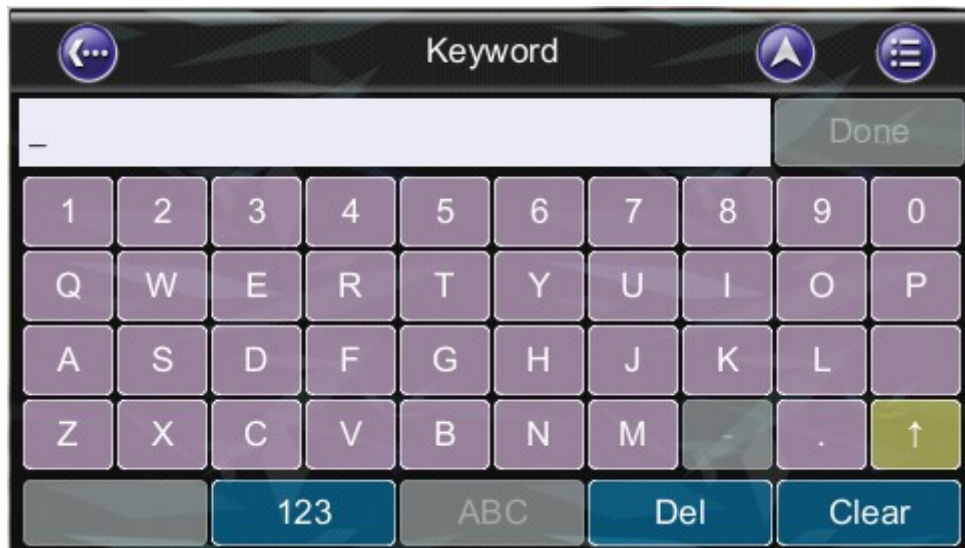 Keyword
_ Done
1 2 3 4 5 6 7 8 9 0
Q W E R T Y U I O P
A S D F G H J K L
Z X C V B N M - . ↑
123 ABC Del Clear